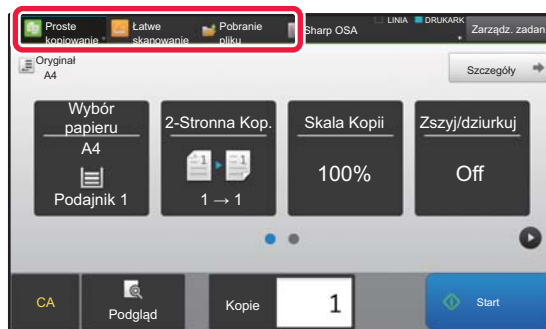 Proste kopiowanie
Łatwe skanowanie
Pobranie pliku
Sharp OSA
LINIA
DRUKARK
Zarządz. zadan
Oryginał
A4
Szczegóły
Wybór papieru
A4
Podajnik 1
2-Stronna Kop.
1 → 1
Skala Kopii
100%
Zszyj/dziurkuj
Off
CA
Podgląd
Kopie
1
Start